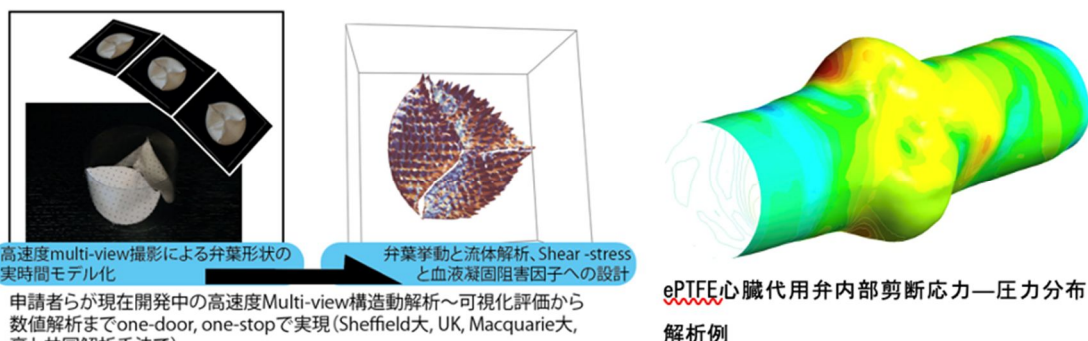 高速度multi-view撮影による弁葉形状の
実時間モデル化
弁葉挙動と流体解析、Shear -stress
と血液凝固阻害因子への設計
申請者らが現在開発中の高速度Multi-view構造動解析～可視化評価から
数値解析までone-door, one-stopで実現(Sheffield大, UK, Macquarie大,
ePTFE心臓代用弁内部剪断応力―圧力分布
解析例